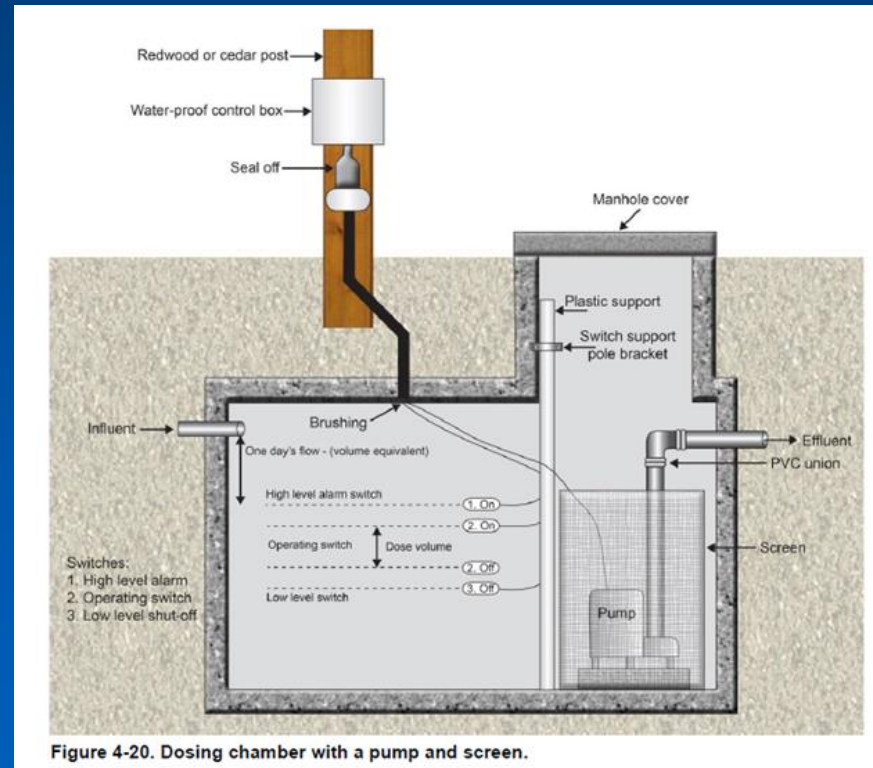 Redwood or cedar post
Water-proof control box
Seal off
Manhole cover
Plastic support
Switch support
pole bracket
Influent
Brushing
Effluent
One day's flow - (volume equivalent)
PVC union
High level alarm switch
1. On
2. On
Operating switch
Dose volume
Screen
Switches:
1. High level alarm
2. Operating switch
3. Low level shut-off
2. Off
Low level switch
3. Off
Pump
Figure 4-20. Dosing chamber with a pump and screen.